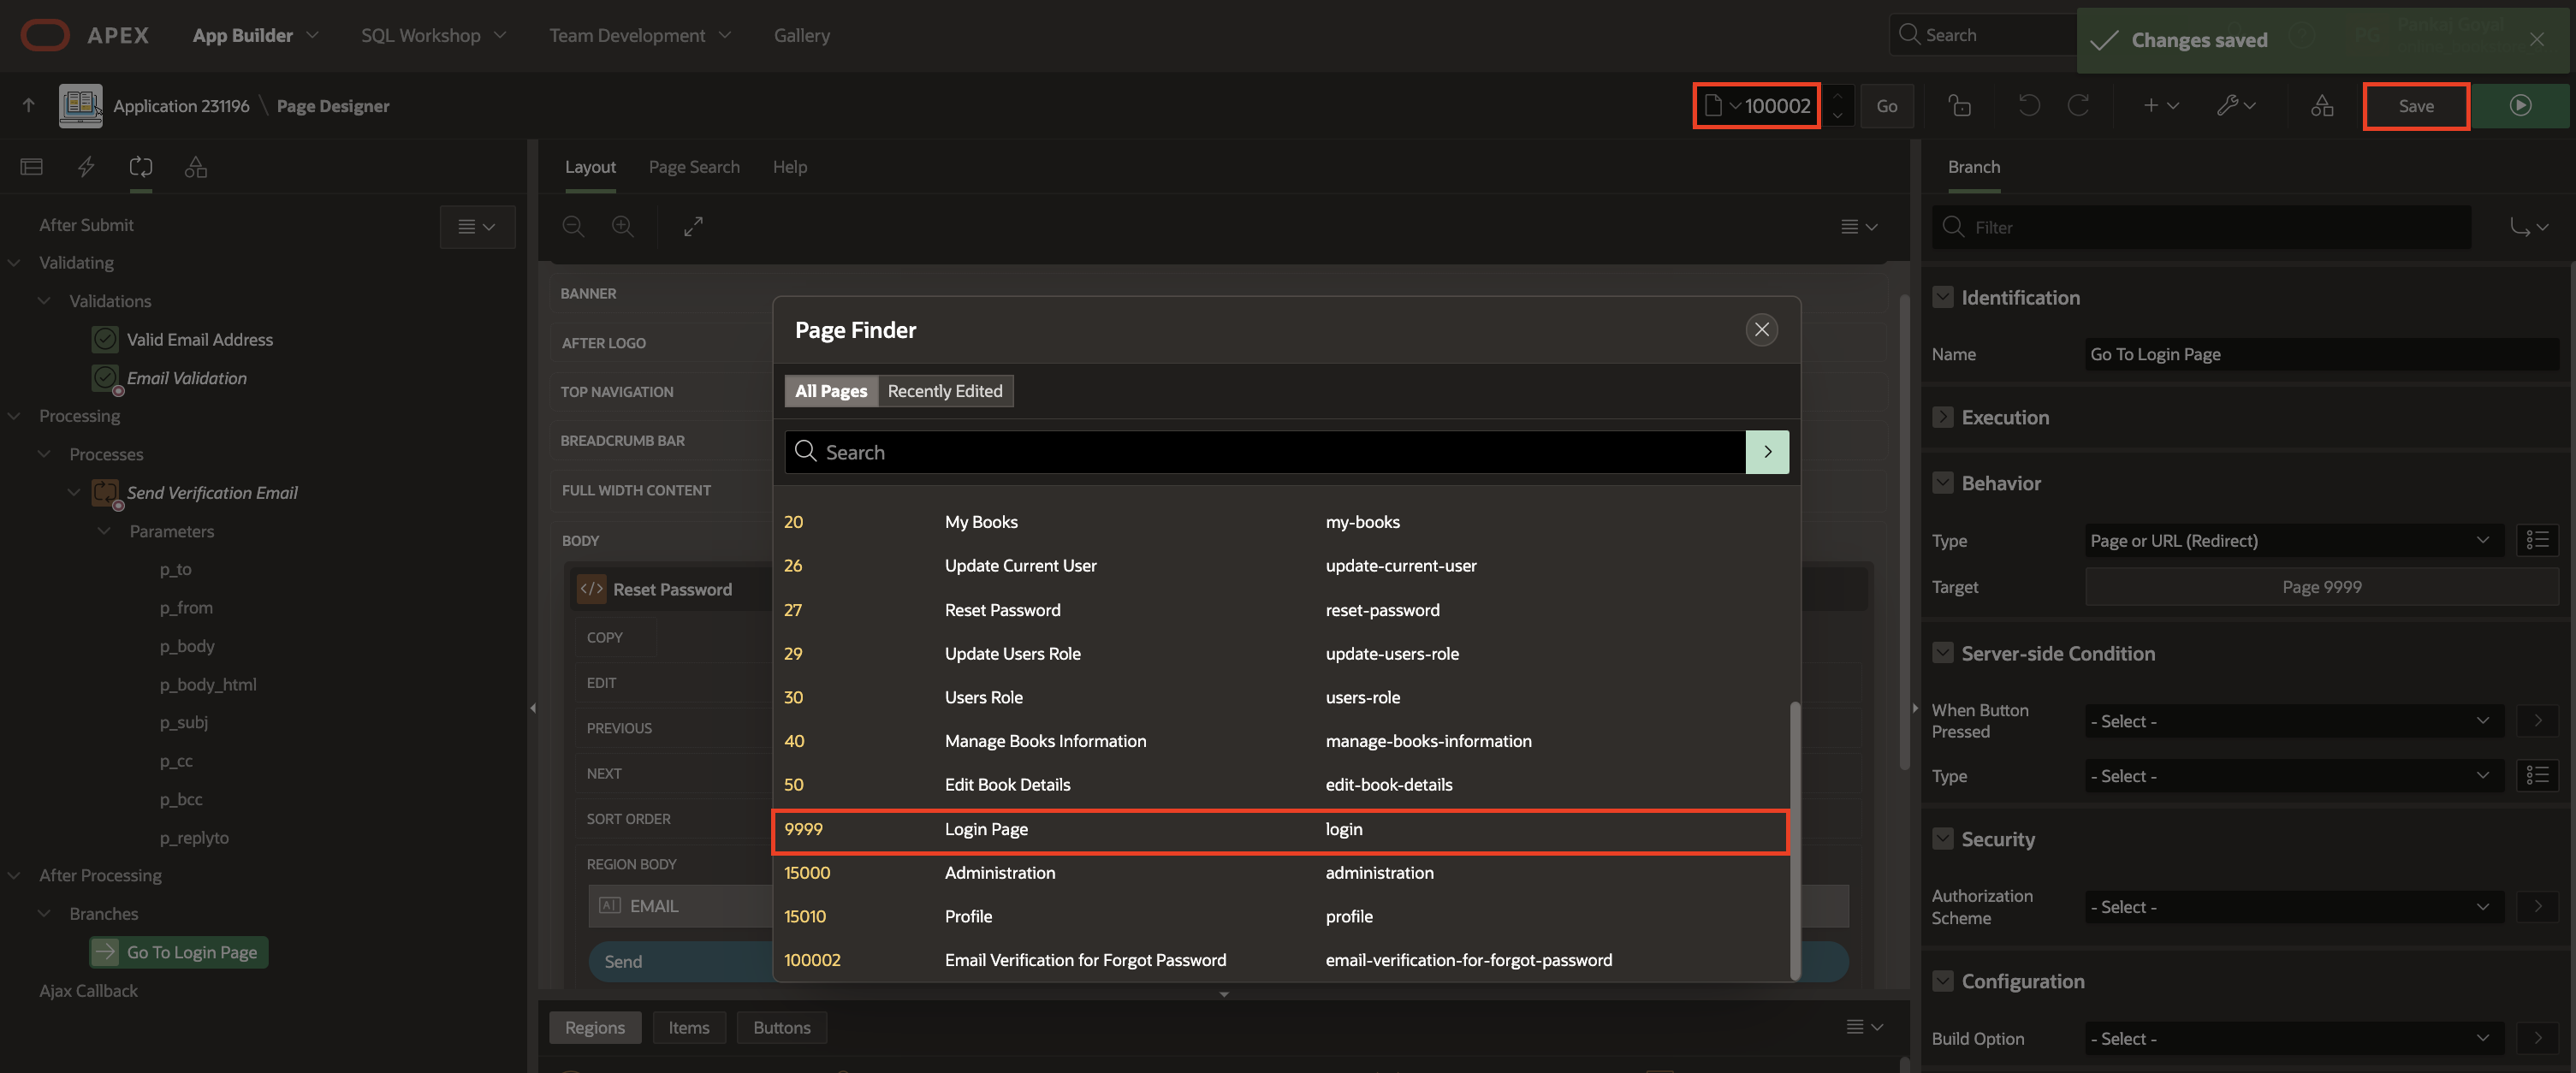 APEX App Builder SQL Workshop Team Development Gallery Search
Changes saved
Application 231196 \ Page Designer 100002 Go Save
Layout Page Search Help
Branch
After Submit
Validating
Validations
Valid Email Address
Email Validation
Processing
Processes
Send Verification Email
Parameters
p_to
p_from
p_body
p_body_html
p_subj
p_cc
p_bcc
p_replyto
After Processing
Branches
Go To Login Page
Ajax Callback
BANNER
AFTER LOGO
TOP NAVIGATION
BREADCRUMB BAR
FULL WIDTH CONTENT
BODY
Reset Password
COPY
EDIT
PREVIOUS
NEXT
SORT ORDER
REGION BODY
EMAIL
Send
Page Finder
All Pages Recently Edited
Search
20 My Books my-books
26 Update Current User update-current-user
27 Reset Password reset-password
29 Update Users Role update-users-role
30 Users Role users-role
40 Manage Books Information manage-books-information
50 Edit Book Details edit-book-details
9999 Login Page login
15000 Administration administration
15010 Profile profile
100002 Email Verification for Forgot Password email-verification-for-forgot-password
Regions Items Buttons
Filter
Identification
Name Go To Login Page
Execution
Behavior
Type Page or URL (Redirect)
Target Page 9999
Server-side Condition
When Button
Pressed - Select -
Type - Select -
Security
Authorization
Scheme - Select -
Configuration
Build Option - Select -